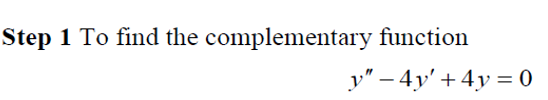 Step 1 To find the complementary function
y″ – 4y′ + 4y = 0